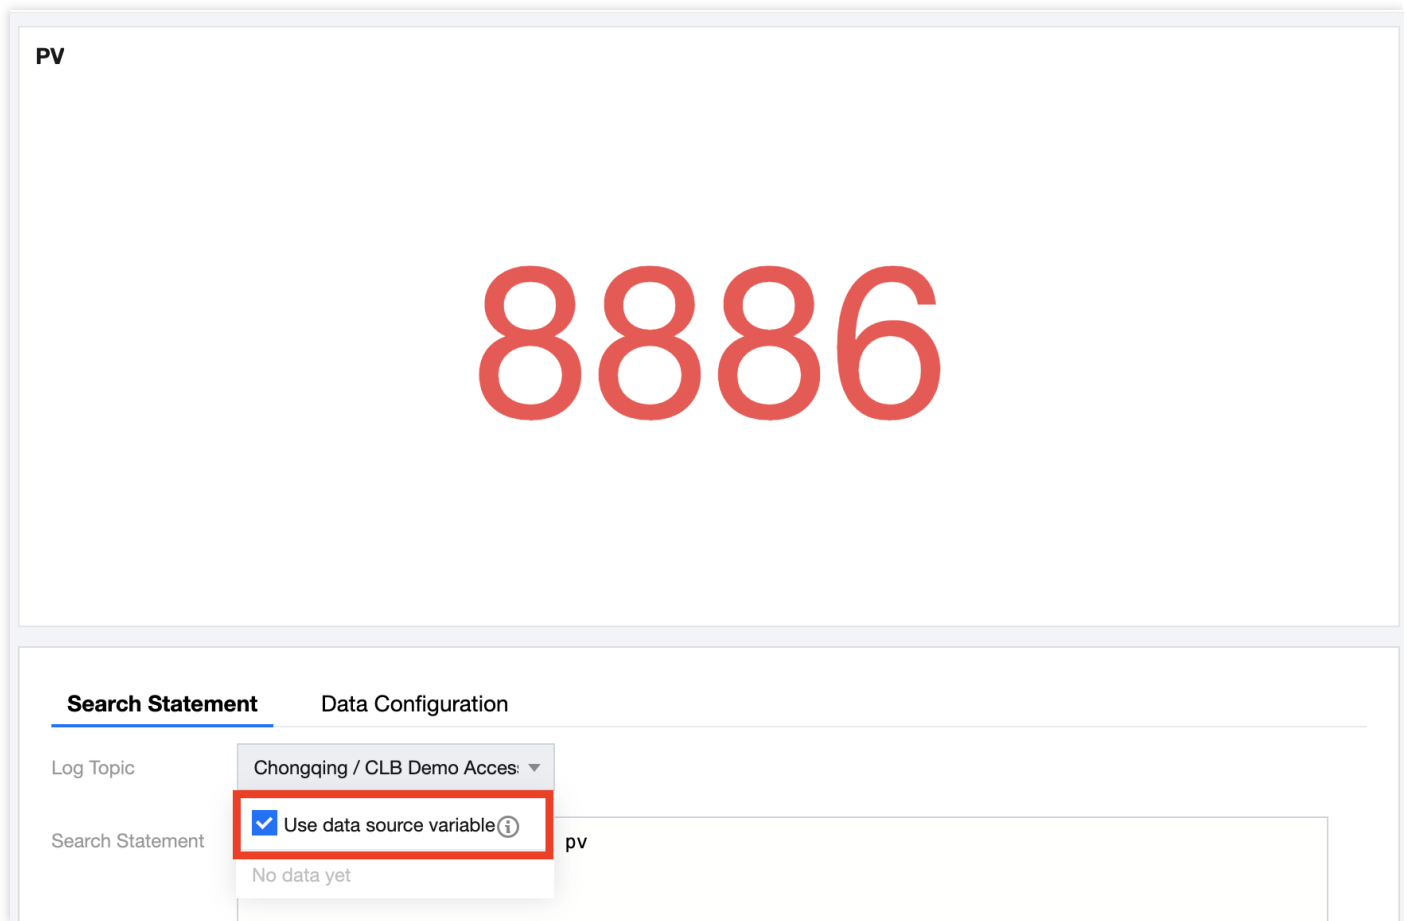 PV
8886
Search Statement Data Configuration
Log Topic Chongqing / CLB Demo Acces
Use data source variable
Search Statement pv
No data yet